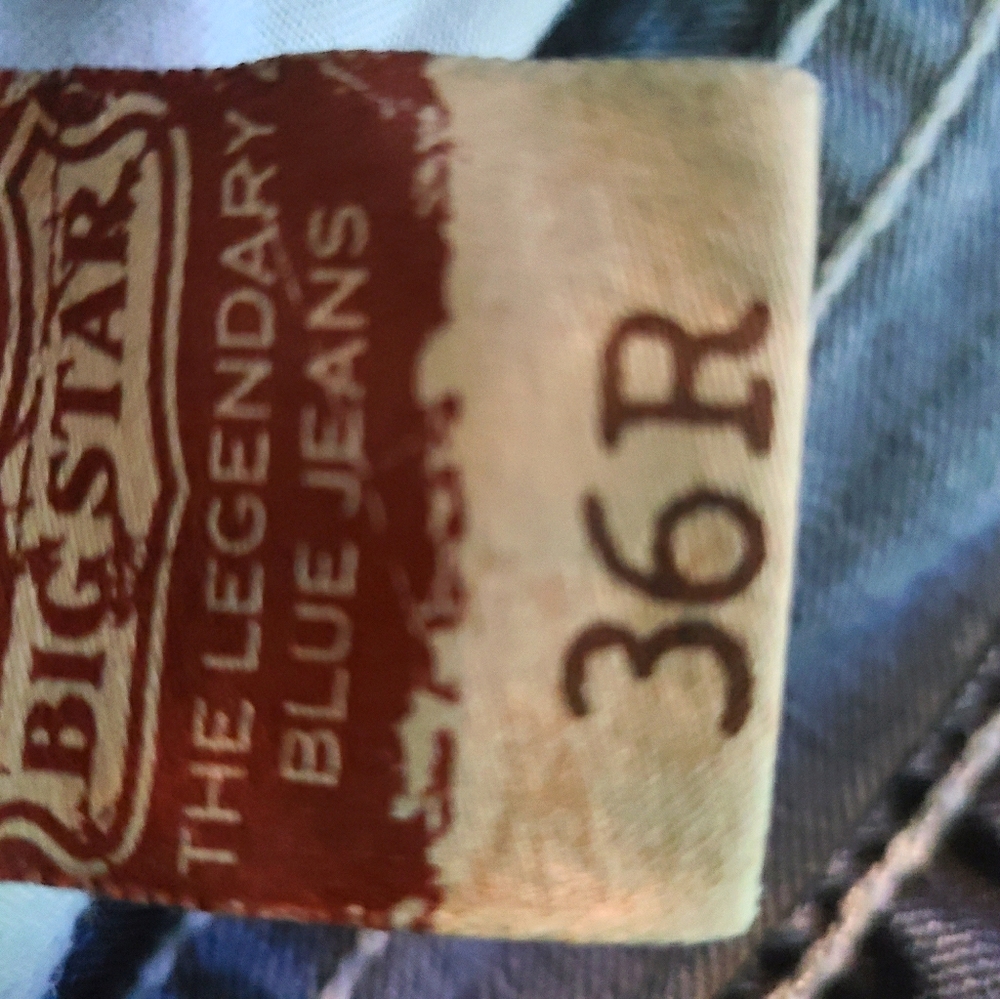 BIG STAR
THE LEGENDARY
BLUE JEANS
36R